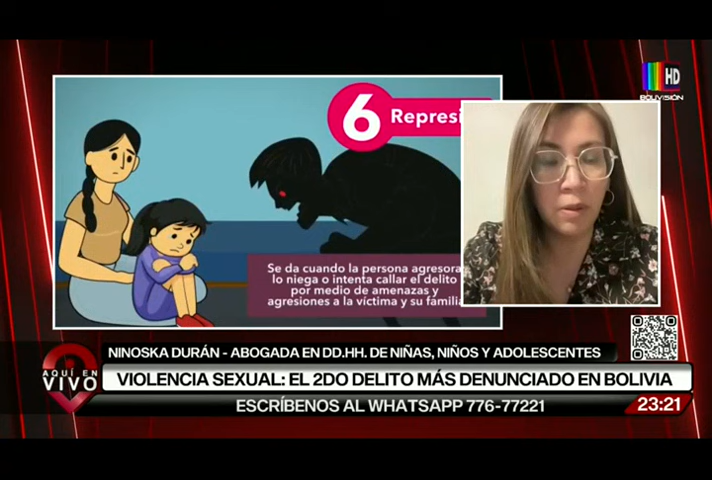 HD
BOLIVISIÓN
6 Represi
Se da cuando la persona agresora
lo niega o intenta callar el delito
por medio de amenazas y
agresiones a la víctima y su familia
NINOSKA DURÁN - ABOGADA EN DD.HH. DE NIÑAS, NIÑOS Y ADOLESCENTES
AQUÍ EN
VIVO
VIOLENCIA SEXUAL: EL 2DO DELITO MÁS DENUNCIADO EN BOLIVIA
ESCRÍBENOS AL WHATSAPP 776-77221
23:21